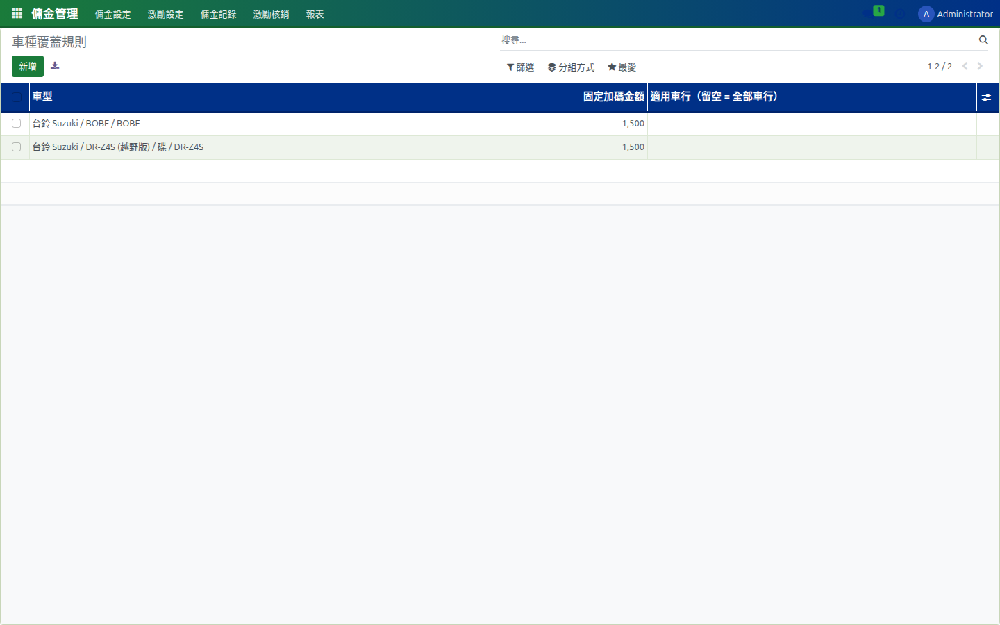 傭金管理 傭金設定 激勵設定 傭金記錄 激勵核銷 報表 1 A Administrator
車種覆蓋規則 搜尋...
新增 篩選 分組方式 最愛 1-2 / 2
車型 固定加碼金額 適用車行（留空 = 全部車行）
台鈴 Suzuki / BOBE / BOBE 1,500
台鈴 Suzuki / DR-Z4S (越野版) / 碟 / DR-Z4S 1,500